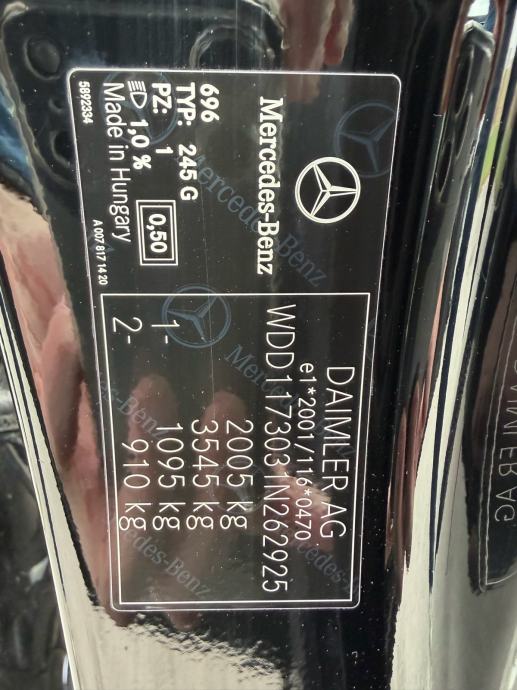 Mercedes-Benz
696
TYP: 245 G
PZ: 1
1,0 %
0,50
Made in Hungary
5892334
A 007 817 14 20
DAIMLER AG
e1*2001/116*0470
WDD1173031N262925
2005 kg
3545 kg
1- 1095 kg
2- 910 kg